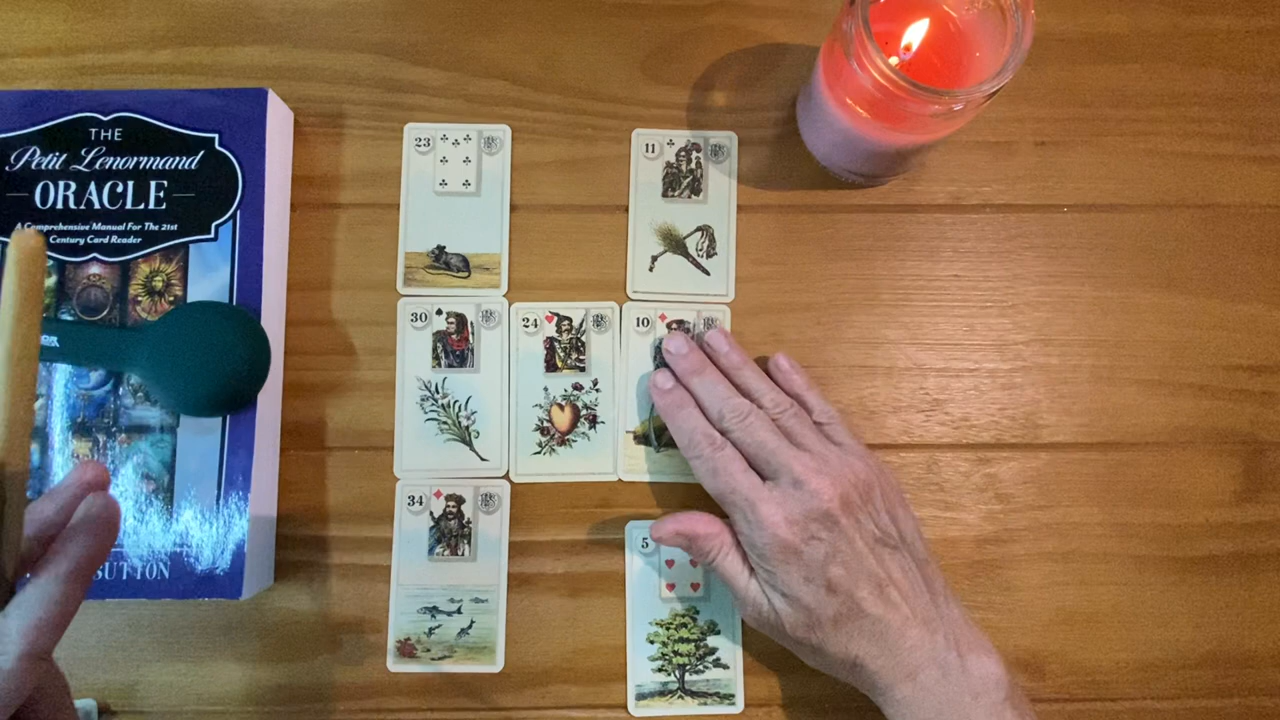 THE
Petit Lenormand
ORACLE
A Comprehensive Manual For The 21st
Century Card Reader
SUTTON
23
11
30
24
10
34
5